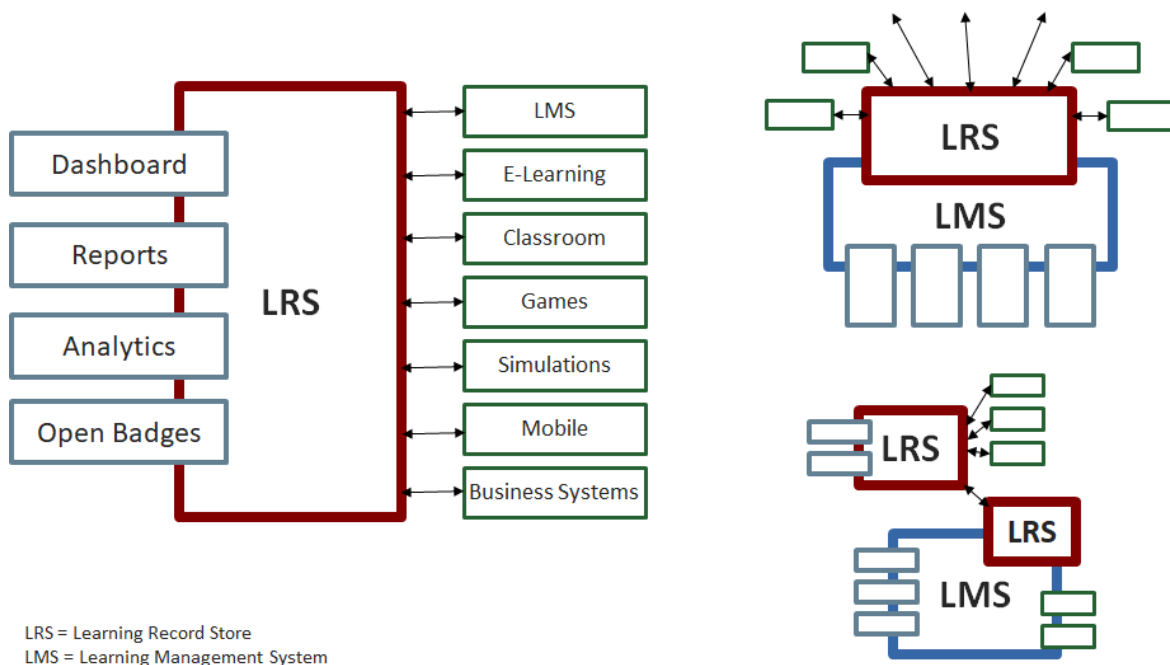 Dashboard
Reports
Analytics
Open Badges
LRS
LMS
E-Learning
Classroom
Games
Simulations
Mobile
Business Systems
LRS
LMS
LRS
LRS
LMS
LRS = Learning Record Store
LMS = Learning Management System